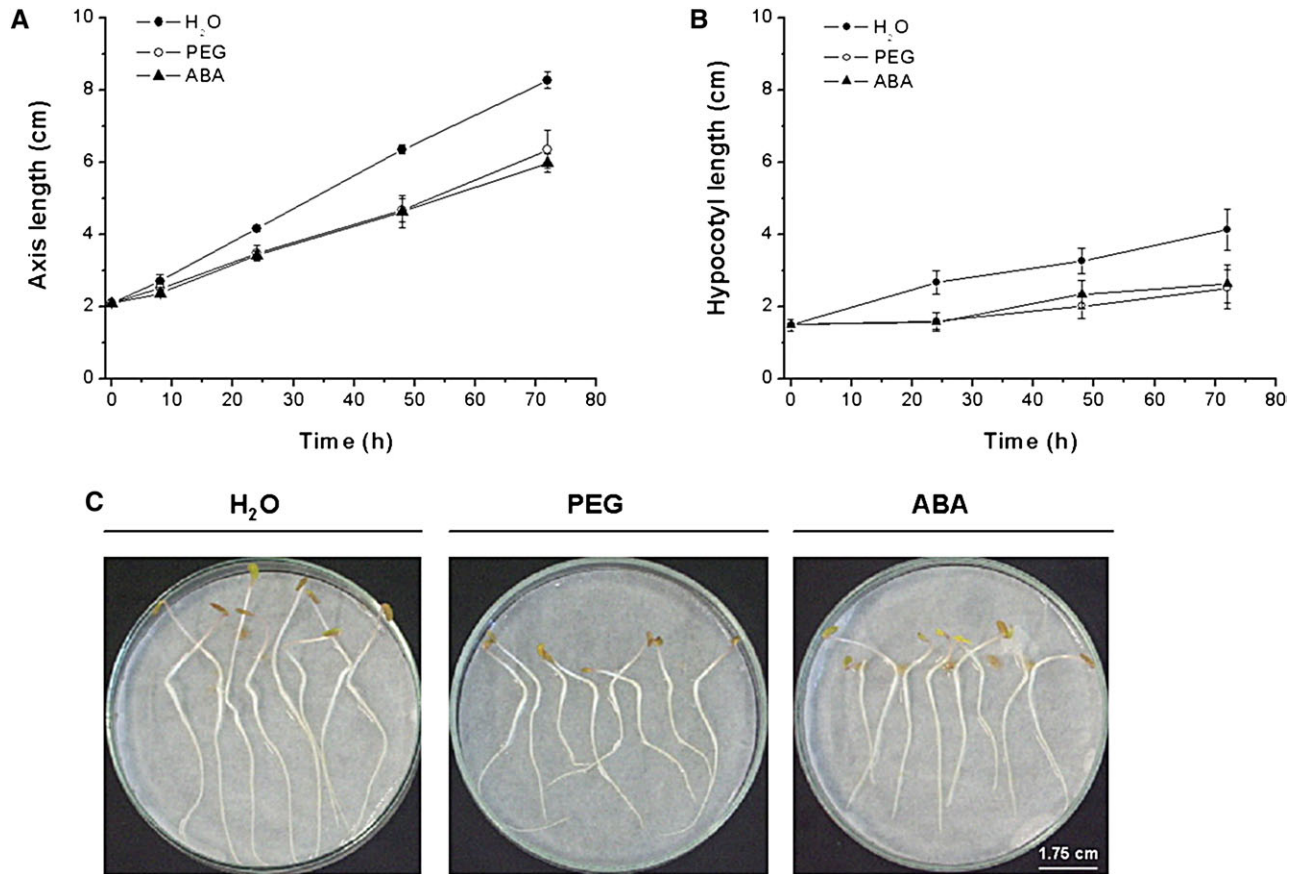 A
H₂O
PEG
ABA
Axis length (cm)
10
8
6
4
2
0
0 10 20 30 40 50 60 70 80
Time (h)
B
H₂O
PEG
ABA
Hypocotyl length (cm)
10
8
6
4
2
0
0 10 20 30 40 50 60 70 80
Time (h)
C
H₂O PEG ABA
1.75 cm